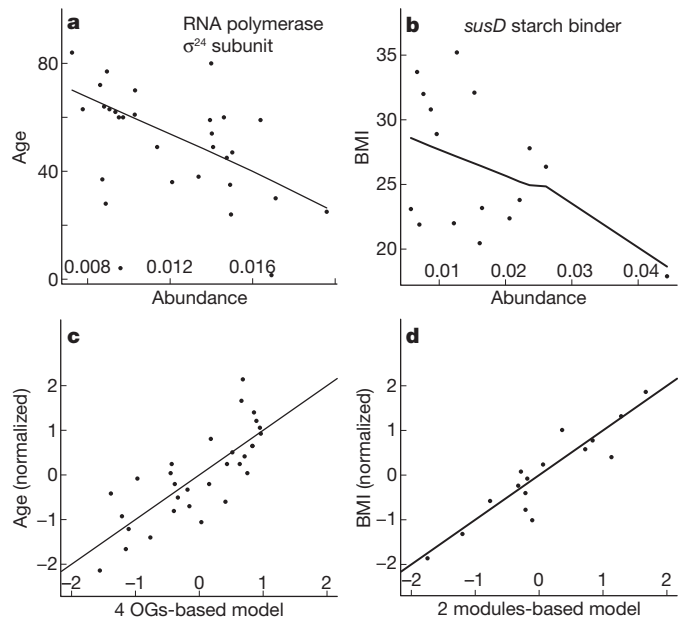 a
RNA polymerase
σ²⁴ subunit
80
40
0
Age
0.008 0.012 0.016
Abundance
b
susD starch binder
35
30
25
20
BMI
0.01 0.02 0.03 0.04
Abundance
c
2
1
0
−1
−2
Age (normalized)
−2 −1 0 1 2
4 OGs-based model
d
2
1
0
−1
−2
BMI (normalized)
−2 −1 0 1 2
2 modules-based model